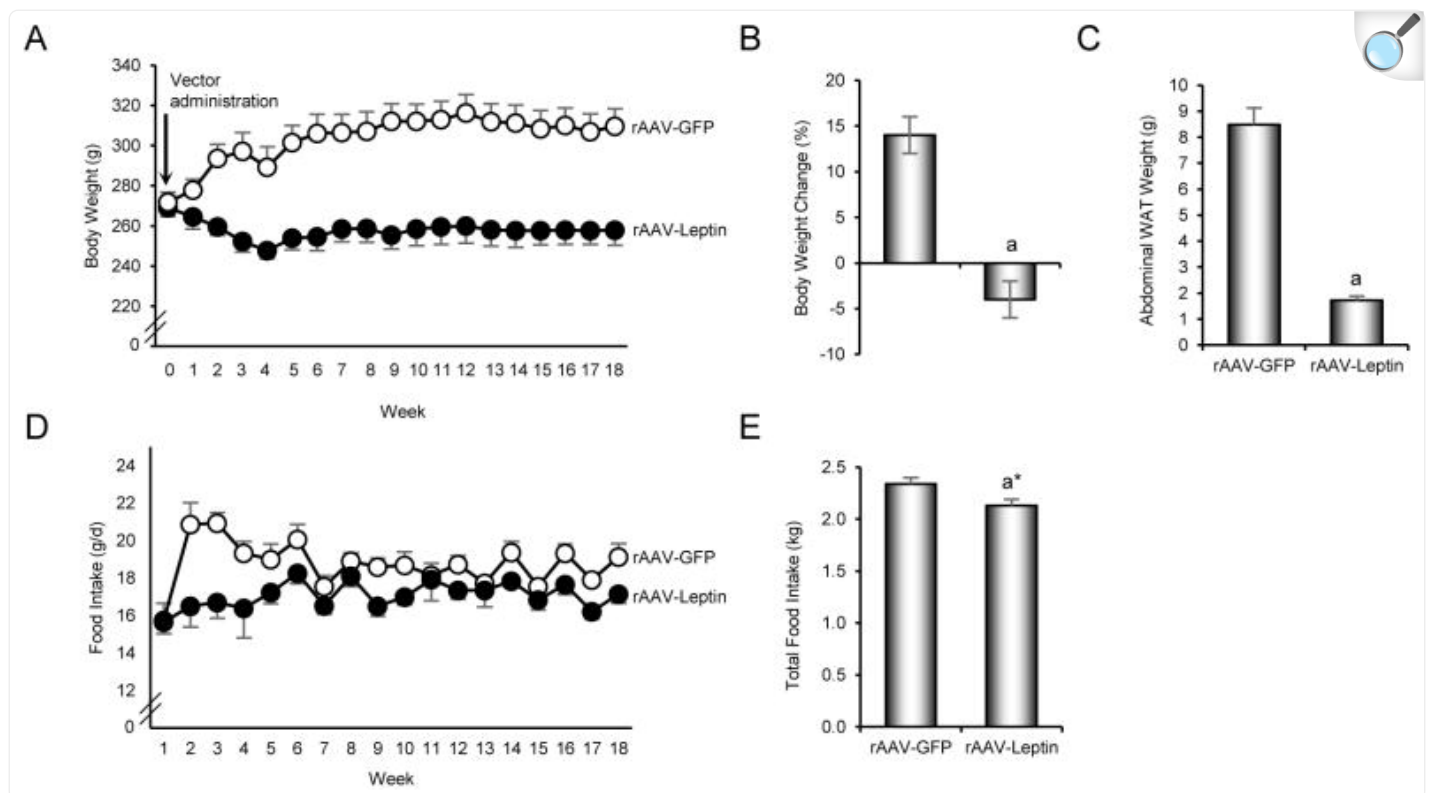 A
Body Weight (g)
340
320
300
280
260
240
220
0
Vector
administration
rAAV-GFP
rAAV-Leptin
0 1 2 3 4 5 6 7 8 9 10 11 12 13 14 15 16 17 18
Week
B
Body Weight Change (%)
20
15
10
5
0
-5
-10
a
C
Abdominal WAT Weight (g)
10
9
8
7
6
5
4
3
2
1
0
a
rAAV-GFP rAAV-Leptin
D
Food Intake (g/d)
24
22
20
18
16
14
12
0
rAAV-GFP
rAAV-Leptin
1 2 3 4 5 6 7 8 9 10 11 12 13 14 15 16 17 18
Week
E
Total Food Intake (kg)
2.5
2.0
1.5
1.0
0.5
0.0
a*
rAAV-GFP rAAV-Leptin